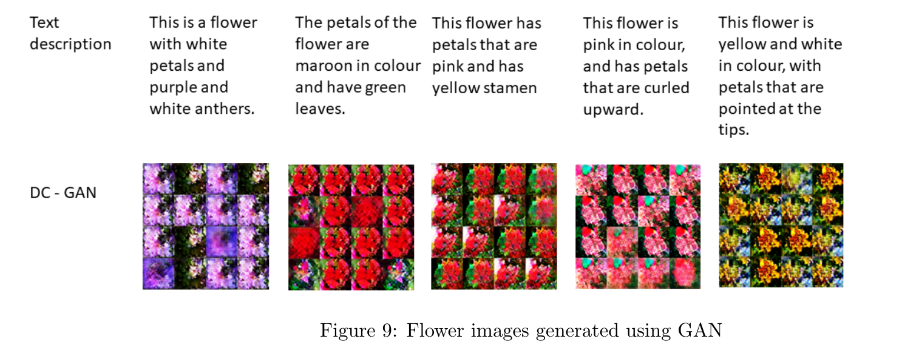 Text
description
This is a flower
with white
petals and
purple and
white anthers.
The petals of the
flower are
maroon in colour
and have green
leaves.
This flower has
petals that are
pink and has
yellow stamen
This flower is
pink in colour,
and has petals
that are curled
upward.
This flower is
yellow and white
in colour, with
petals that are
pointed at the
tips.
DC - GAN
Figure 9: Flower images generated using GAN